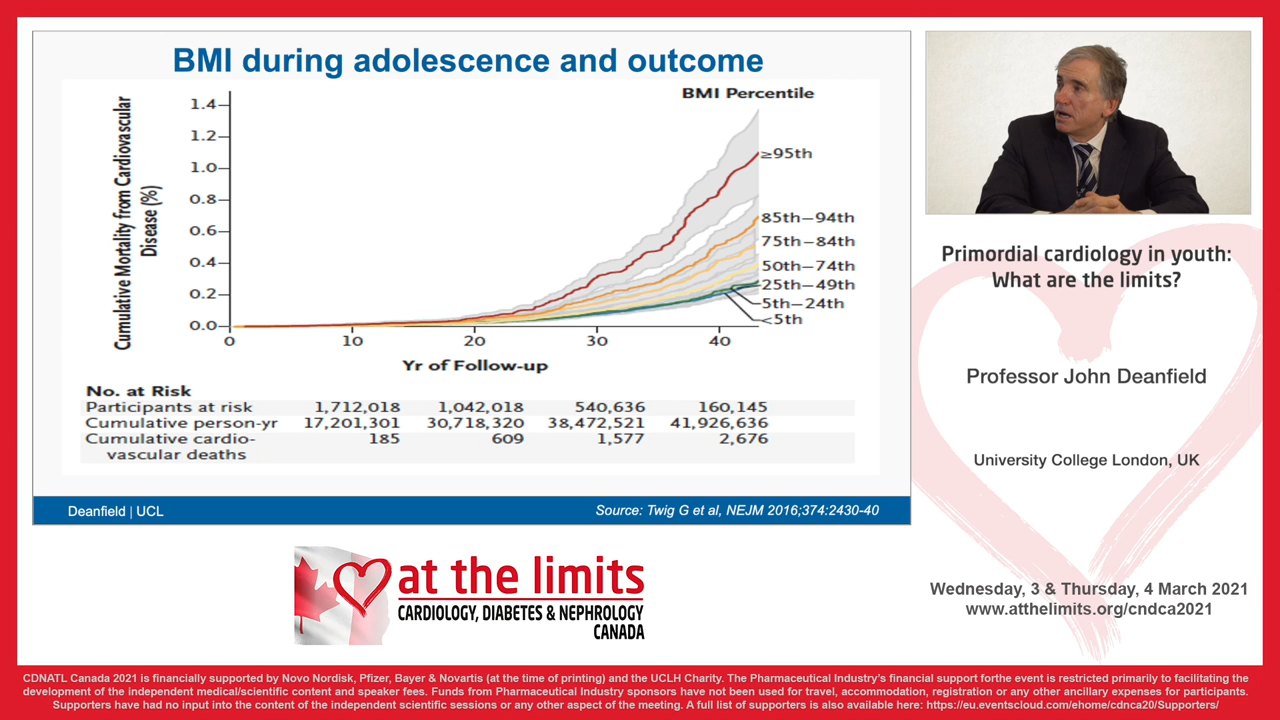 BMI during adolescence and outcome
Cumulative Mortality from Cardiovascular
Disease (%)
BMI Percentile
1.4
1.2
1.0
0.8
0.6
0.4
0.2
0.0
≥95th
85th–94th
75th–84th
50th–74th
25th–49th
5th–24th
<5th
0 10 20 30 40
Yr of Follow-up
No. at Risk
Participants at risk 1,712,018 1,042,018 540,636 160,145
Cumulative person-yr 17,201,301 30,718,320 38,472,521 41,926,636
Cumulative cardio-
vascular deaths 185 609 1,577 2,676
Deanfield | UCL
Source: Twig G et al, NEJM 2016;374:2430-40
Primordial cardiology in youth:
What are the limits?
Professor John Deanfield
University College London, UK
Wednesday, 3 & Thursday, 4 March 2021
www.atthelimits.org/cndca2021
at the limits
CARDIOLOGY, DIABETES & NEPHROLOGY
CANADA
CDNATL Canada 2021 is financially supported by Novo Nordisk, Pfizer, Bayer & Novartis (at the time of printing) and the UCLH Charity. The Pharmaceutical Industry's financial support forthe event is restricted primarily to facilitating the
development of the independent medical/scientific content and speaker fees. Funds from Pharmaceutical Industry sponsors have not been used for travel, accommodation, registration or any other ancillary expenses for participants.
Supporters have had no input into the content of the independent scientific sessions or any other aspect of the meeting. A full list of supporters is also available here: https://eu.eventscloud.com/ehome/cdnca20/Supporters/